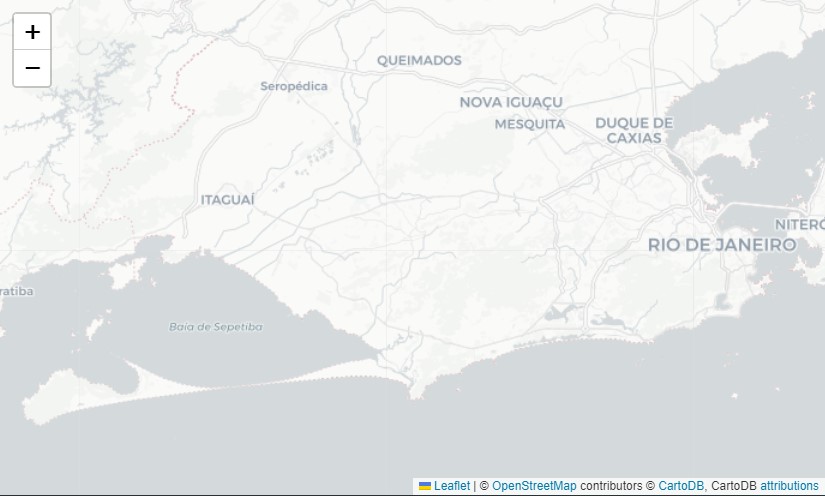 +
−
QUEIMADOS
Seropédica
NOVA IGUAÇU
MESQUITA
DUQUE DE
CAXIAS
ITAGUAÍ
NITERÓ
RIO DE JANEIRO
ratiba
Baía de Sepetiba
Leaflet | © OpenStreetMap contributors © CartoDB, CartoDB attributions